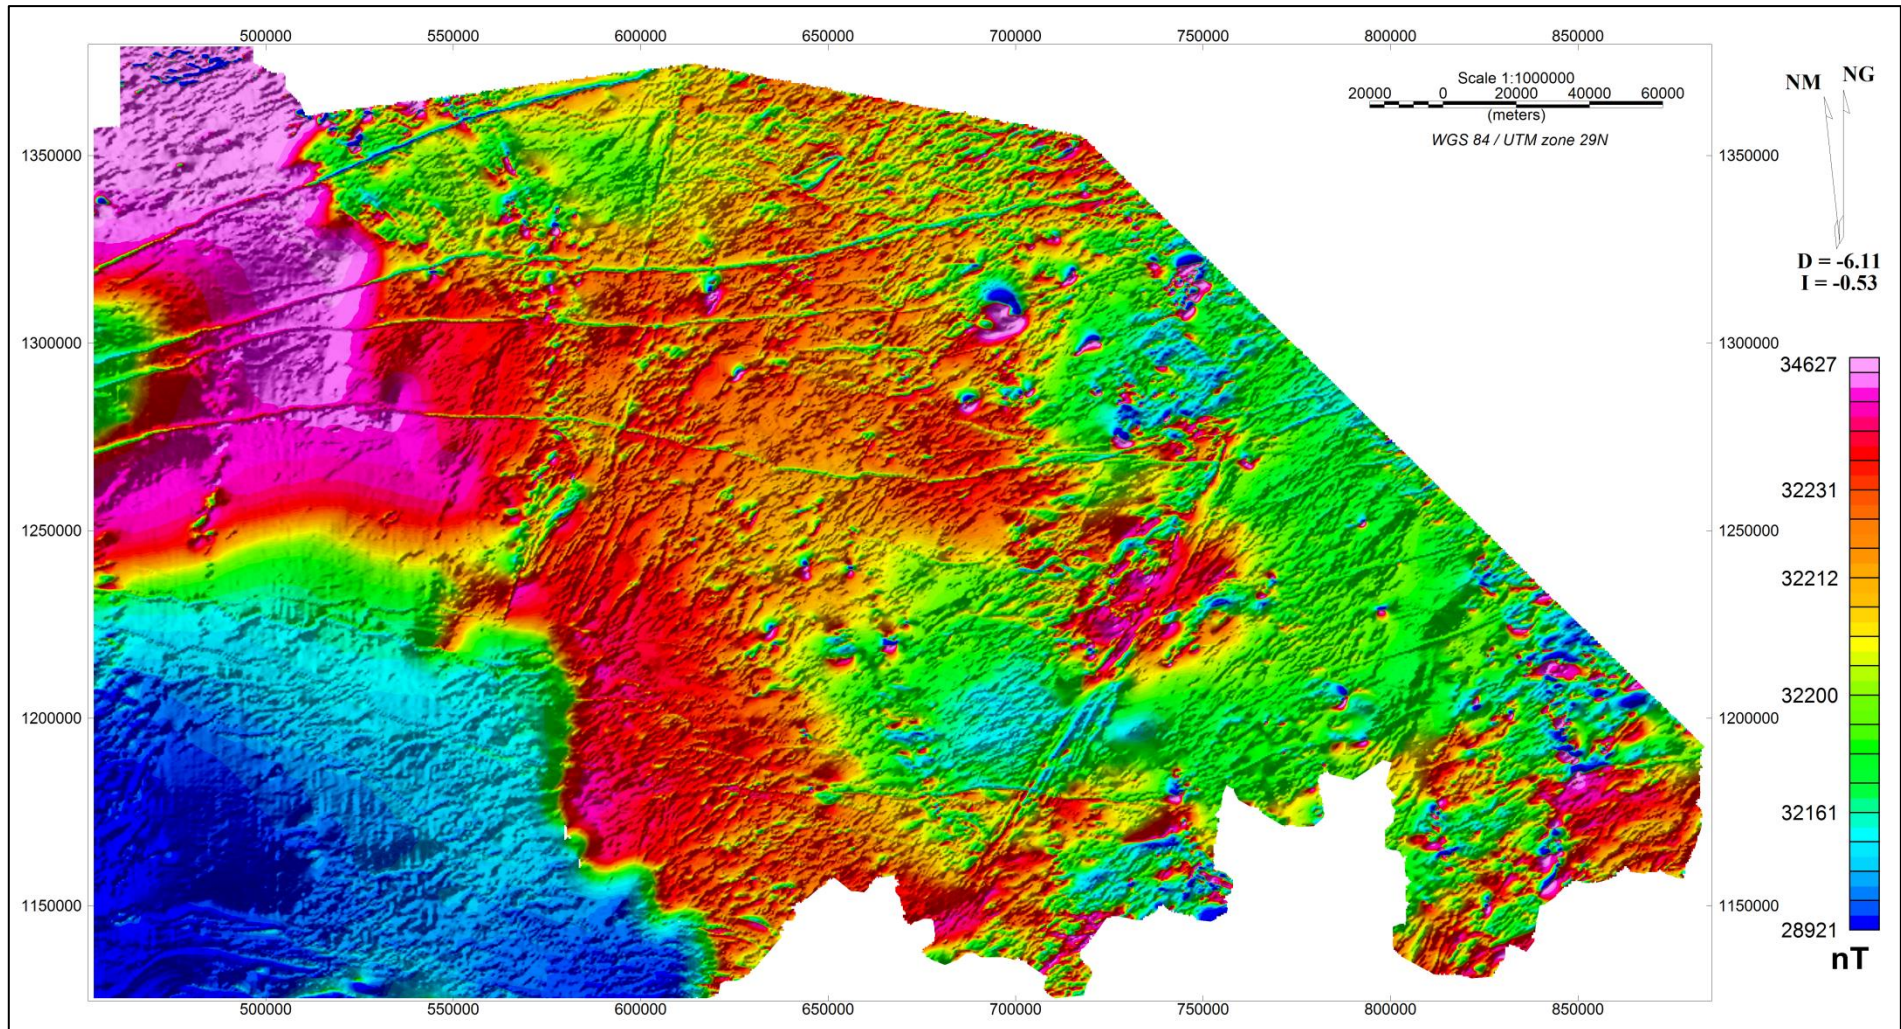 500000 550000 600000 650000 700000 750000 800000 850000
Scale 1:1000000
20000 0 20000 40000 60000
(meters)
WGS 84 / UTM zone 29N
NM NG
D = -6.11
I = -0.53
1350000 1350000
1300000 1300000
1250000 1250000
1200000 1200000
1150000 1150000
34627
32231
32212
32200
32161
28921
nT
500000 550000 600000 650000 700000 750000 800000 850000